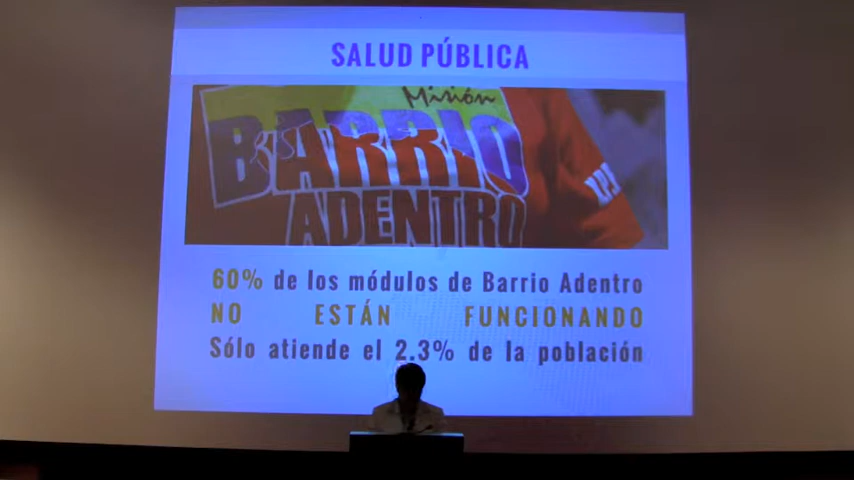 SALUD PÚBLICA
Misión
BARRIO
ADENTRO
60% de los módulos de Barrio Adentro
NO ESTÁN FUNCIONANDO
Sólo atiende el 2.3% de la población